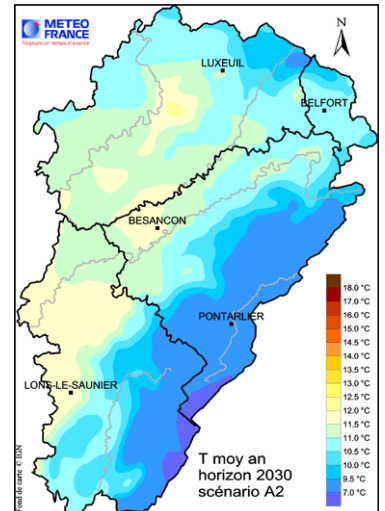 METEO
FRANCE
Toujours un temps d'avance
N
LUXEUIL
BELFORT
BESANCON
PONTARLIER
LONS-LE-SAUNIER
18.0 °C
17.0 °C
16.0 °C
15.0 °C
14.5 °C
14.0 °C
13.5 °C
13.0 °C
12.5 °C
12.0 °C
11.5 °C
11.0 °C
10.5 °C
10 °C
9.5 °C
7.0 °C
T moy an
horizon 2030
scénario A2
Fond de carte © IGN